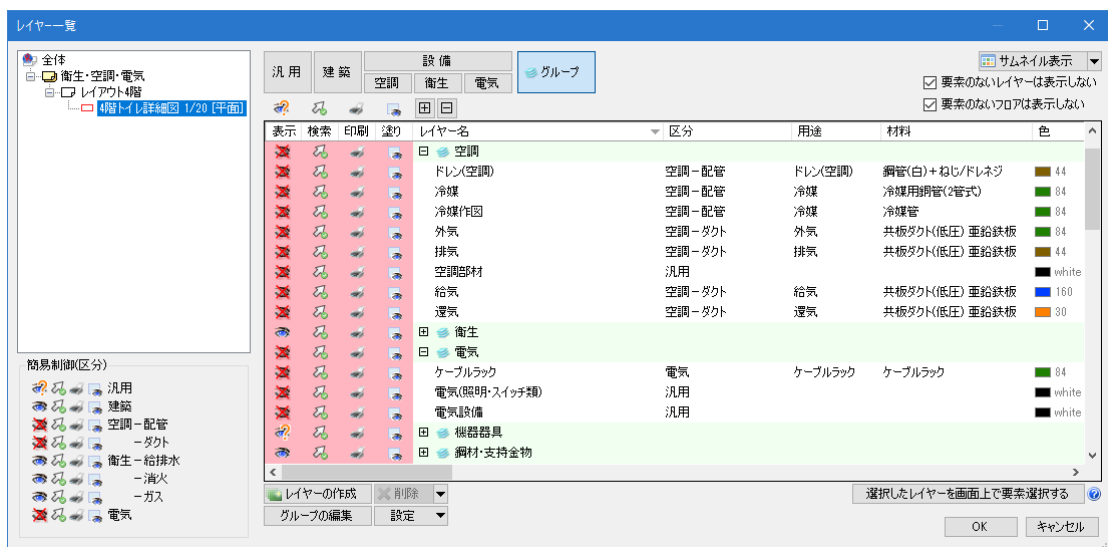 レイヤー一覧
全体
衛生・空調・電気
レイアウト4階
4階トイレ詳細図 1/20 [平面]
汎用 建築 設備 グループ
空調 衛生 電気
サムネイル表示
要素のないレイヤーは表示しない
要素のないフロアは表示しない
表示 検索 印刷 塗り レイヤー名 区分 用途 材料 色
空調
ドレン(空調) 空調－配管 ドレン(空調) 鋼管(白)+ねじ/ドレネジ 44
冷媒 空調－配管 冷媒 冷媒用銅管(2管式) 84
冷媒作図 空調－配管 冷媒 冷媒管 84
外気 空調－ダクト 外気 共板ダクト(低圧) 亜鉛鉄板 84
排気 空調－ダクト 排気 共板ダクト(低圧) 亜鉛鉄板 44
空調部材 汎用 white
給気 空調－ダクト 給気 共板ダクト(低圧) 亜鉛鉄板 160
還気 空調－ダクト 還気 共板ダクト(低圧) 亜鉛鉄板 30
衛生
電気
ケーブルラック 電気 ケーブルラック ケーブルラック 84
電気(照明・スイッチ類) 汎用 white
電気設備 汎用 white
機器器具
鋼材・支持金物
簡易制御(区分)
汎用
建築
空調－配管
－ダクト
衛生－給排水
－消火
－ガス
電気
レイヤーの作成 削除 選択したレイヤーを画面上で要素選択する
グループの編集 設定
OK キャンセル